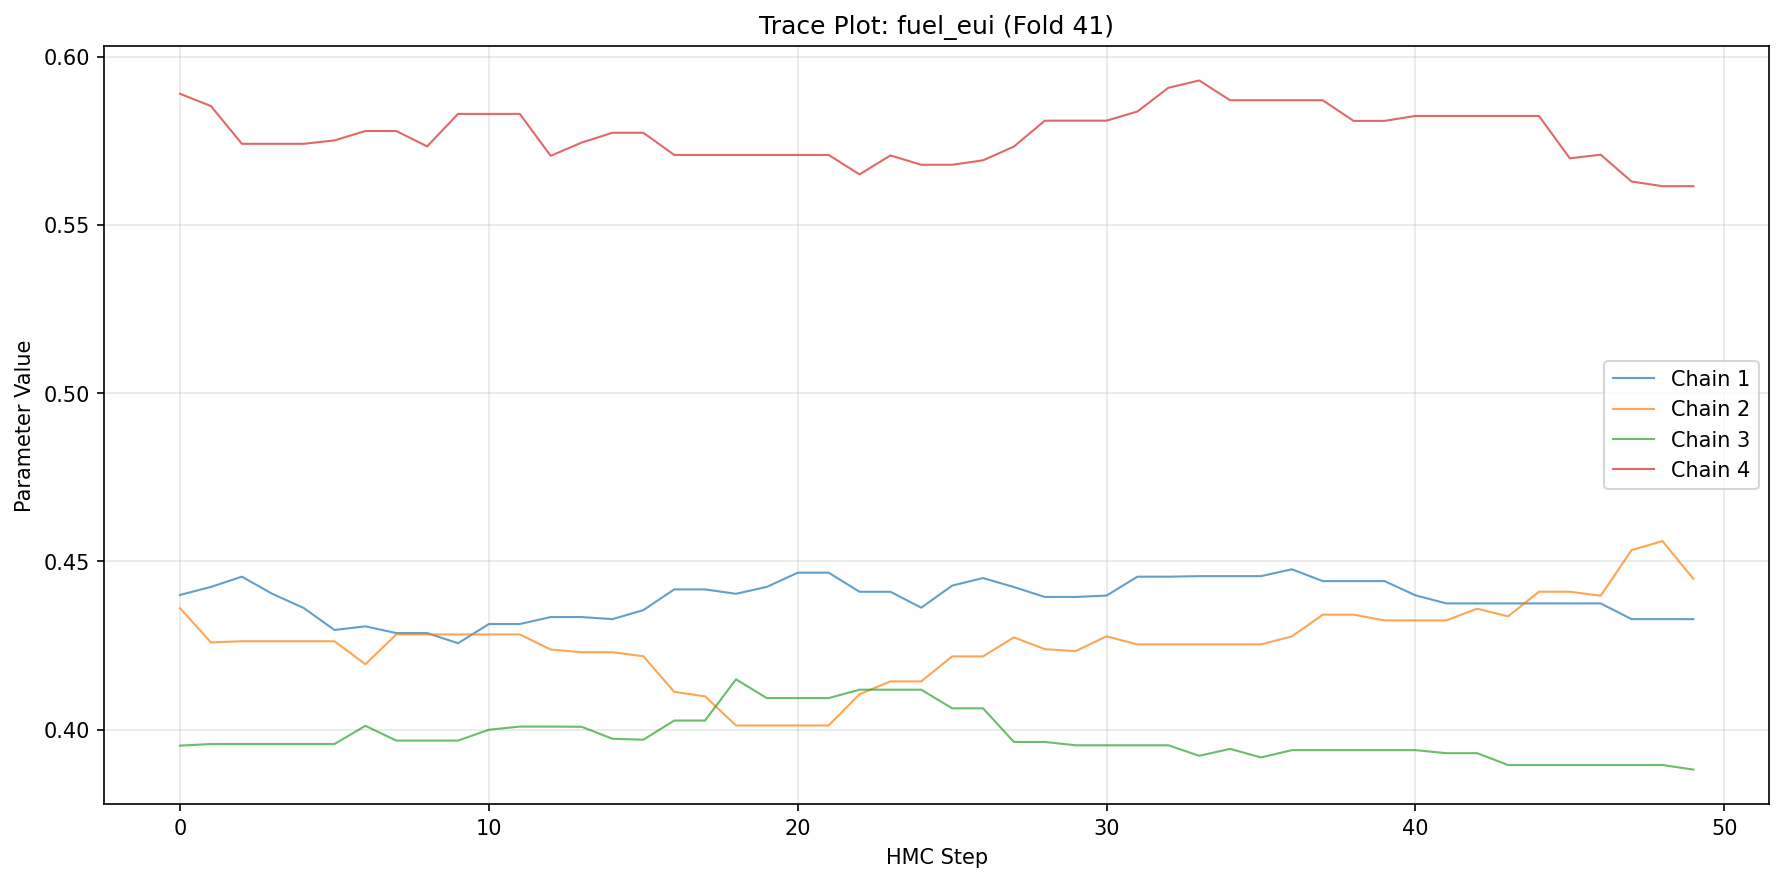 Trace Plot: fuel_eui (Fold 41)
0.60
0.55
0.50
0.45
0.40
Parameter Value
Chain 1
Chain 2
Chain 3
Chain 4
0
10
20
30
40
50
HMC Step